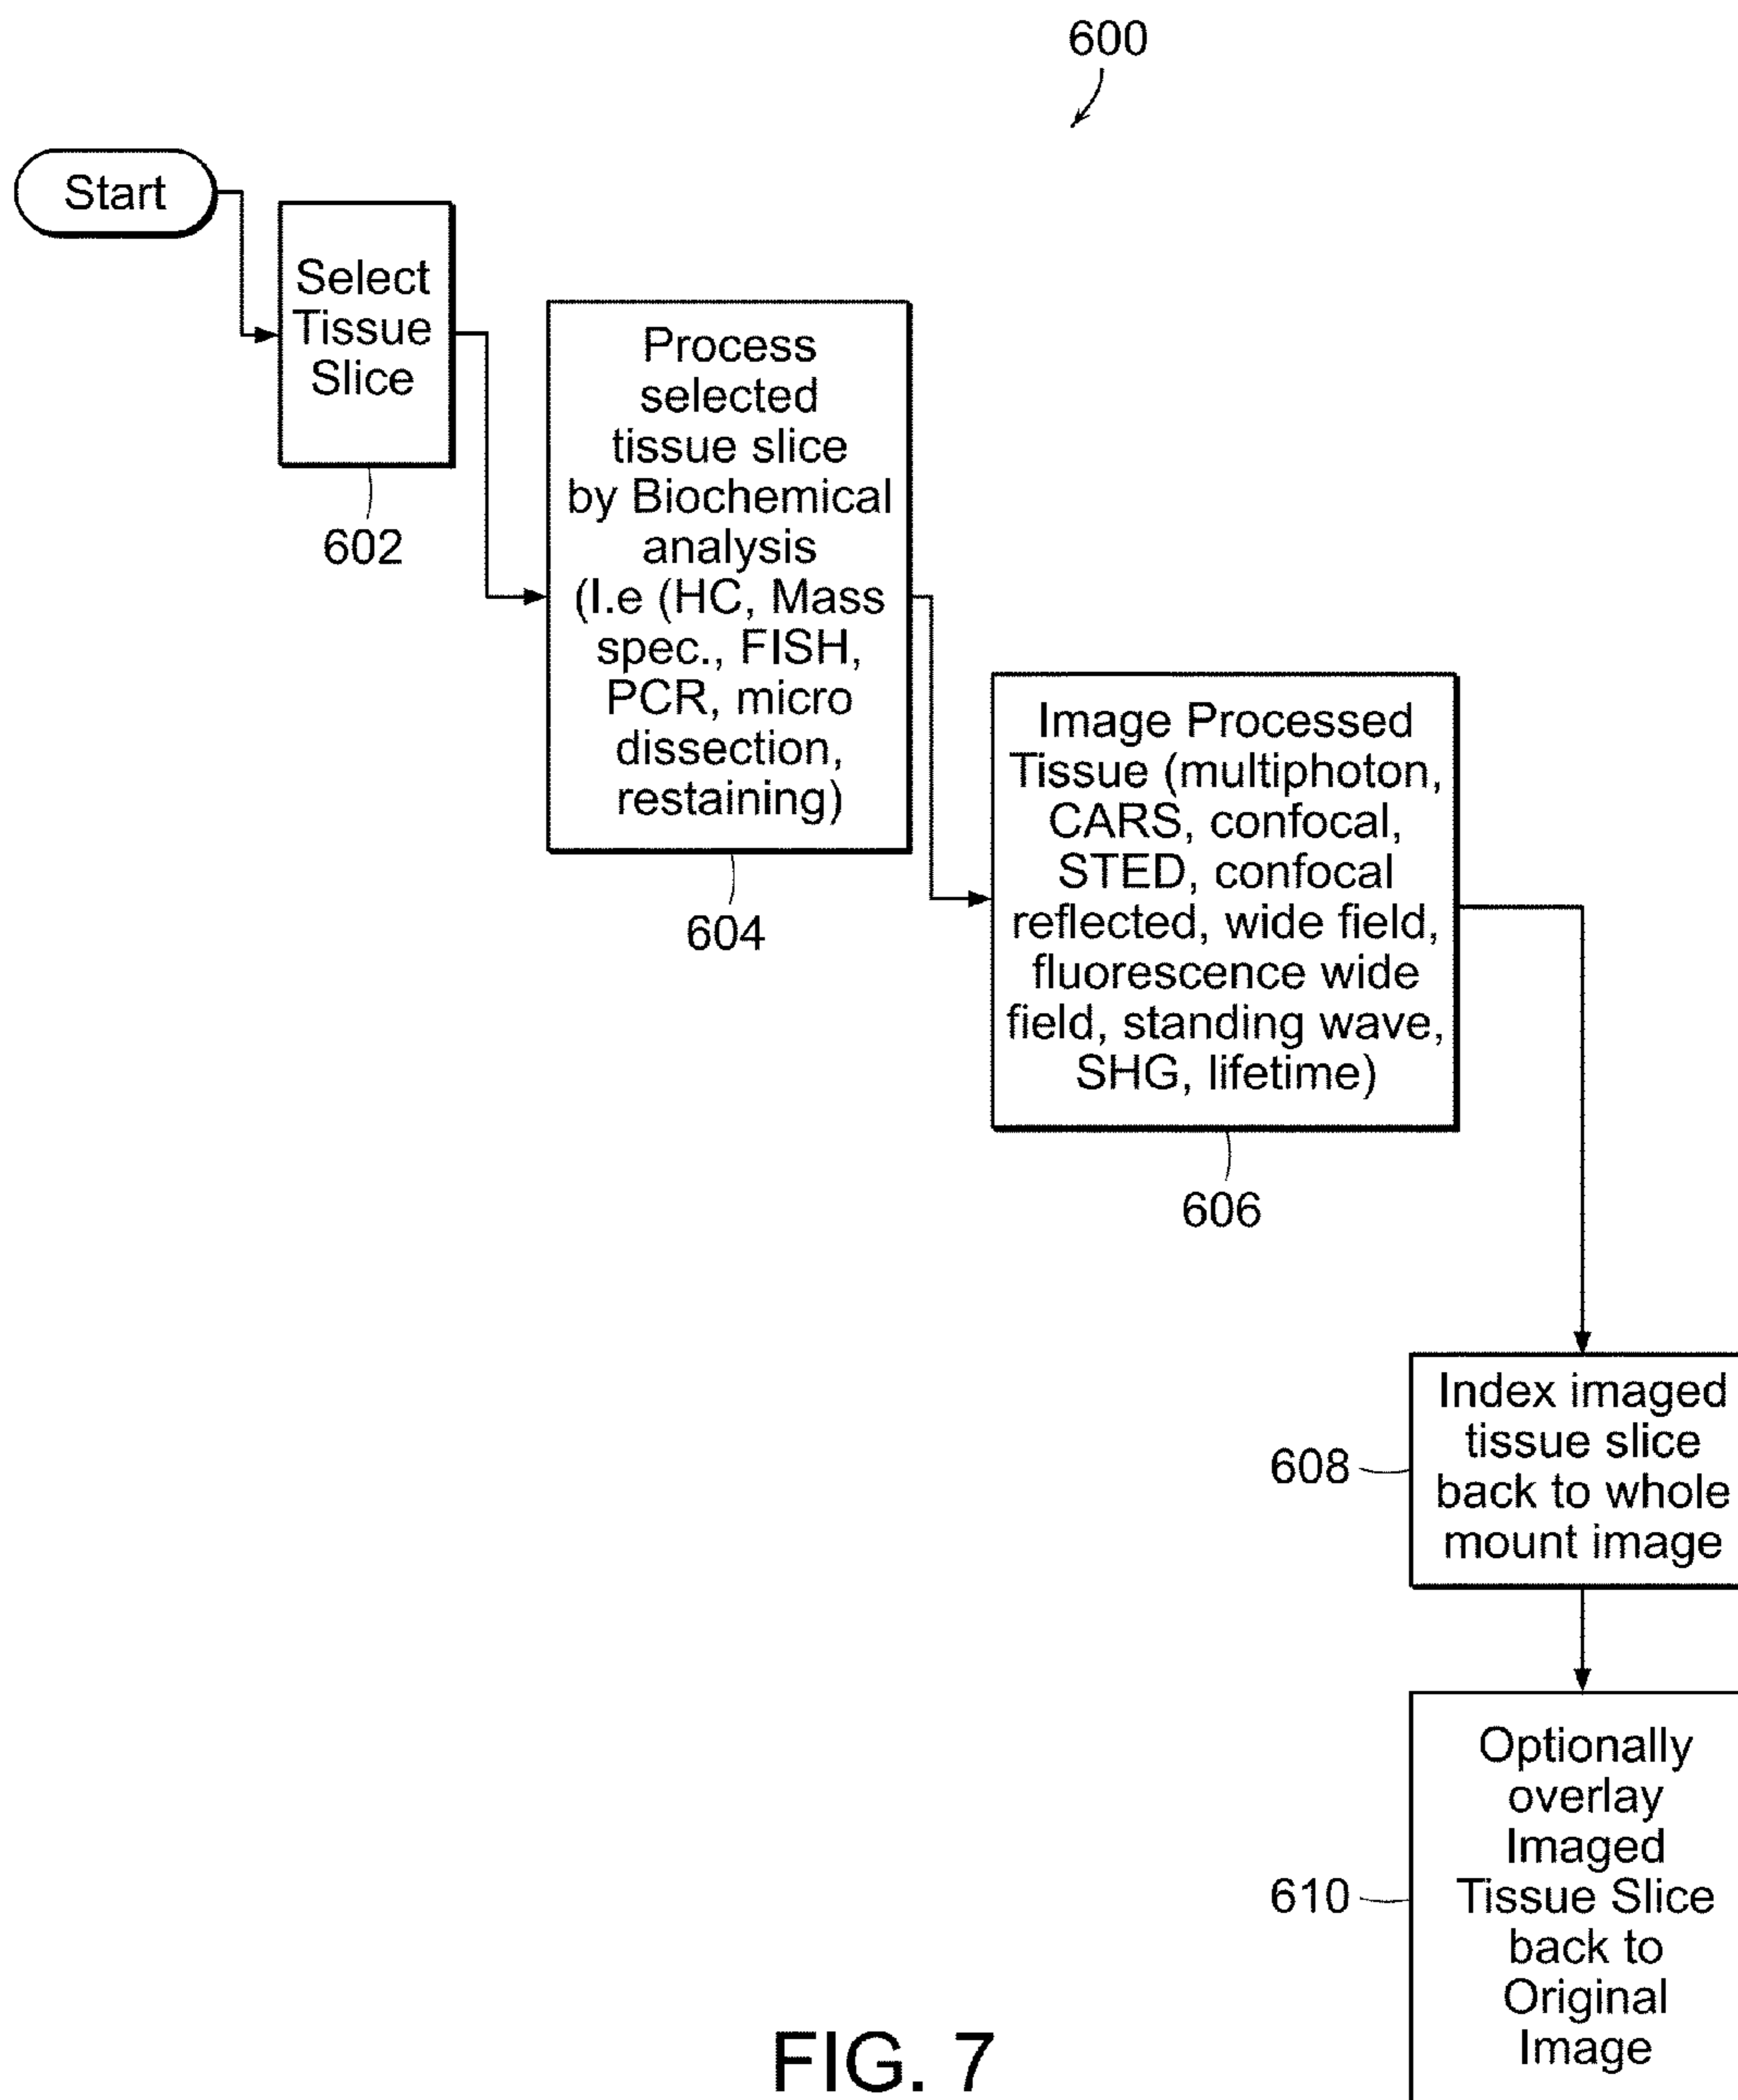 600
Start
Select
Tissue
Slice
602
Process
selected
tissue slice
by Biochemical
analysis
(I.e (HC, Mass
spec., FISH,
PCR, micro
dissection,
restaining)
604
Image Processed
Tissue (multiphoton,
CARS, confocal,
STED, confocal
reflected, wide field,
fluorescence wide
field, standing wave,
SHG, lifetime)
606
Index imaged
tissue slice
back to whole
mount image
608
Optionally
overlay
Imaged
Tissue Slice
back to
Original
Image
610
FIG. 7